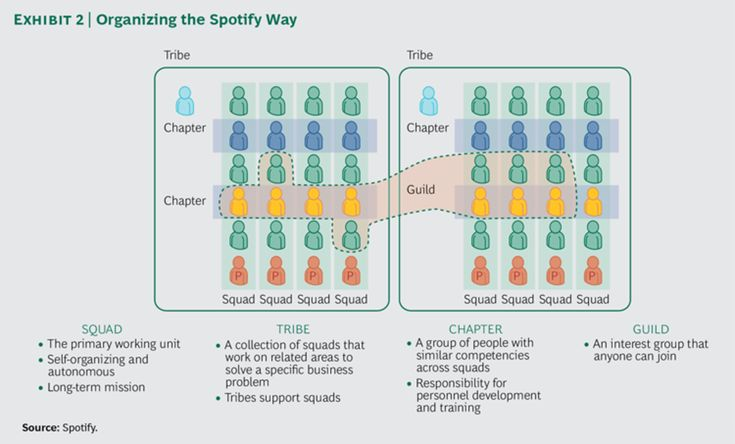 EXHIBIT 2 | Organizing the Spotify Way
Tribe
Tribe
Chapter
Chapter
Chapter
Guild
P P P P
P P P P
Squad Squad Squad Squad
Squad Squad Squad Squad
SQUAD
• The primary working unit
• Self-organizing and
autonomous
• Long-term mission
TRIBE
• A collection of squads that
work on related areas to
solve a specific business
problem
• Tribes support squads
CHAPTER
• A group of people with
similar competencies
across squads
• Responsibility for
personnel development
and training
GUILD
• An interest group that
anyone can join
Source: Spotify.